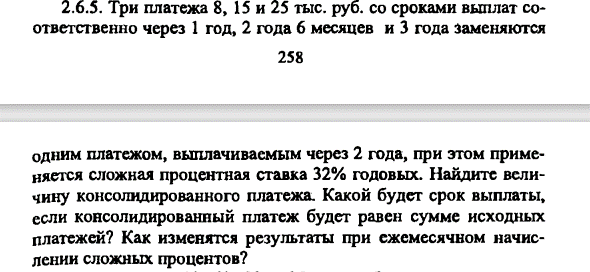 2.6.5. Три платежа 8, 15 и 25 тыс. руб. со сроками выплат со-
ответственно через 1 год, 2 года 6 месяцев и 3 года заменяются
258
одним платежом, выплачиваемым через 2 года, при этом приме-
няется сложная процентная ставка 32% годовых. Найдите вели-
чину консолидированного платежа. Какой будет срок выплаты,
если консолидированный платеж будет равен сумме исходных
платежей? Как изменятся результаты при ежемесячном начис-
лении сложных процентов?